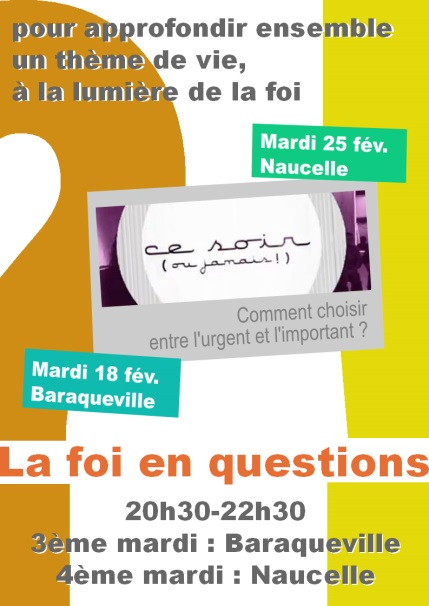 pour approfondir ensemble
un thème de vie,
à la lumière de la foi
Mardi 25 fév.
Naucelle
ce soir
(ou jamais!)
Comment choisir
entre l'urgent et l'important ?
Mardi 18 fév.
Baraqueville
La foi en questions
20h30-22h30
3ème mardi : Baraqueville
4ème mardi : Naucelle